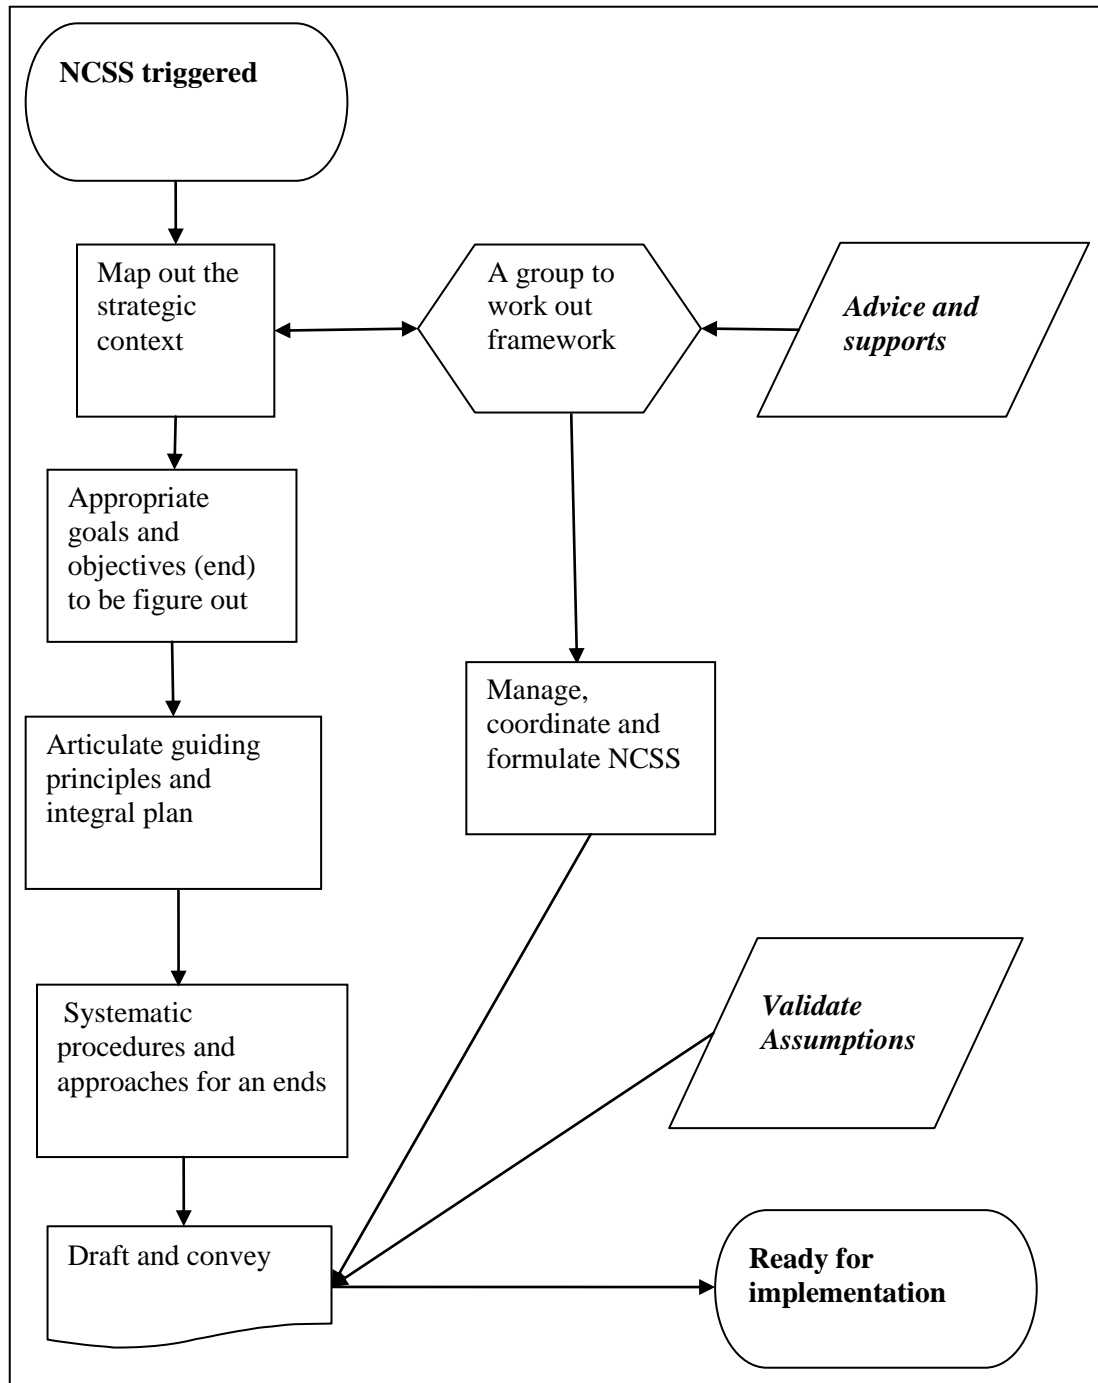 NCSS triggered
Map out the
strategic
context
A group to
work out
framework
Advice and
supports
Appropriate
goals and
objectives (end)
to be figure out
Manage,
coordinate and
formulate NCSS
Articulate guiding
principles and
integral plan
Systematic
procedures and
approaches for an ends
Validate
Assumptions
Draft and convey
Ready for
implementation